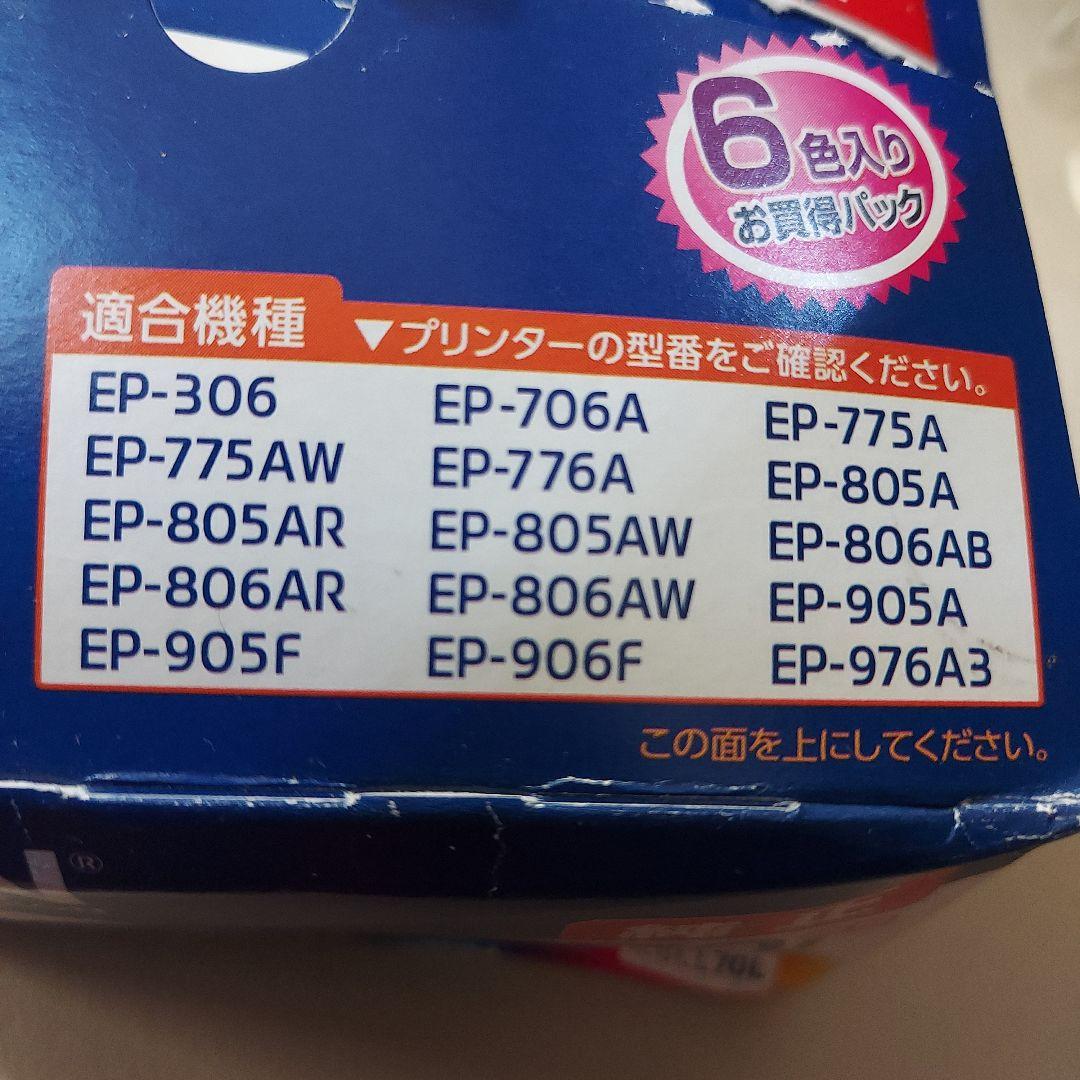 6色入り
お買得パック
適合機種 ▼プリンターの型番をご確認ください。
EP-306 EP-706A EP-775A
EP-775AW EP-776A EP-805A
EP-805AR EP-805AW EP-806AB
EP-806AR EP-806AW EP-905A
EP-905F EP-906F EP-976A3
この面を上にしてください。
®